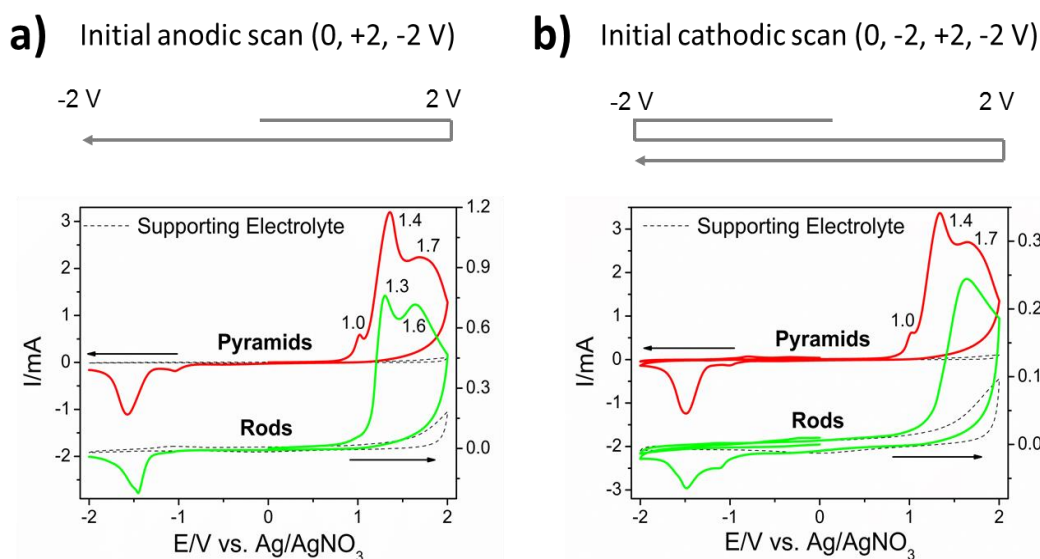 a) Initial anodic scan (0, +2, -2 V)
-2 V 2 V
3
2
1
0
-1
-2
I/mA
Supporting Electrolyte
1.4
1.7
1.3
1.0
1.6
Pyramids
Rods
1.2
0.9
0.6
0.3
0.0
-2 -1 0 1 2
E/V vs. Ag/AgNO3
b) Initial cathodic scan (0, -2, +2, -2 V)
-2 V 2 V
3
2
1
0
-1
-2
-3
I/mA
Supporting Electrolyte
1.4
1.7
1.0
Pyramids
Rods
0.3
0.2
0.1
0.0
-2 -1 0 1 2
E/V vs. Ag/AgNO3